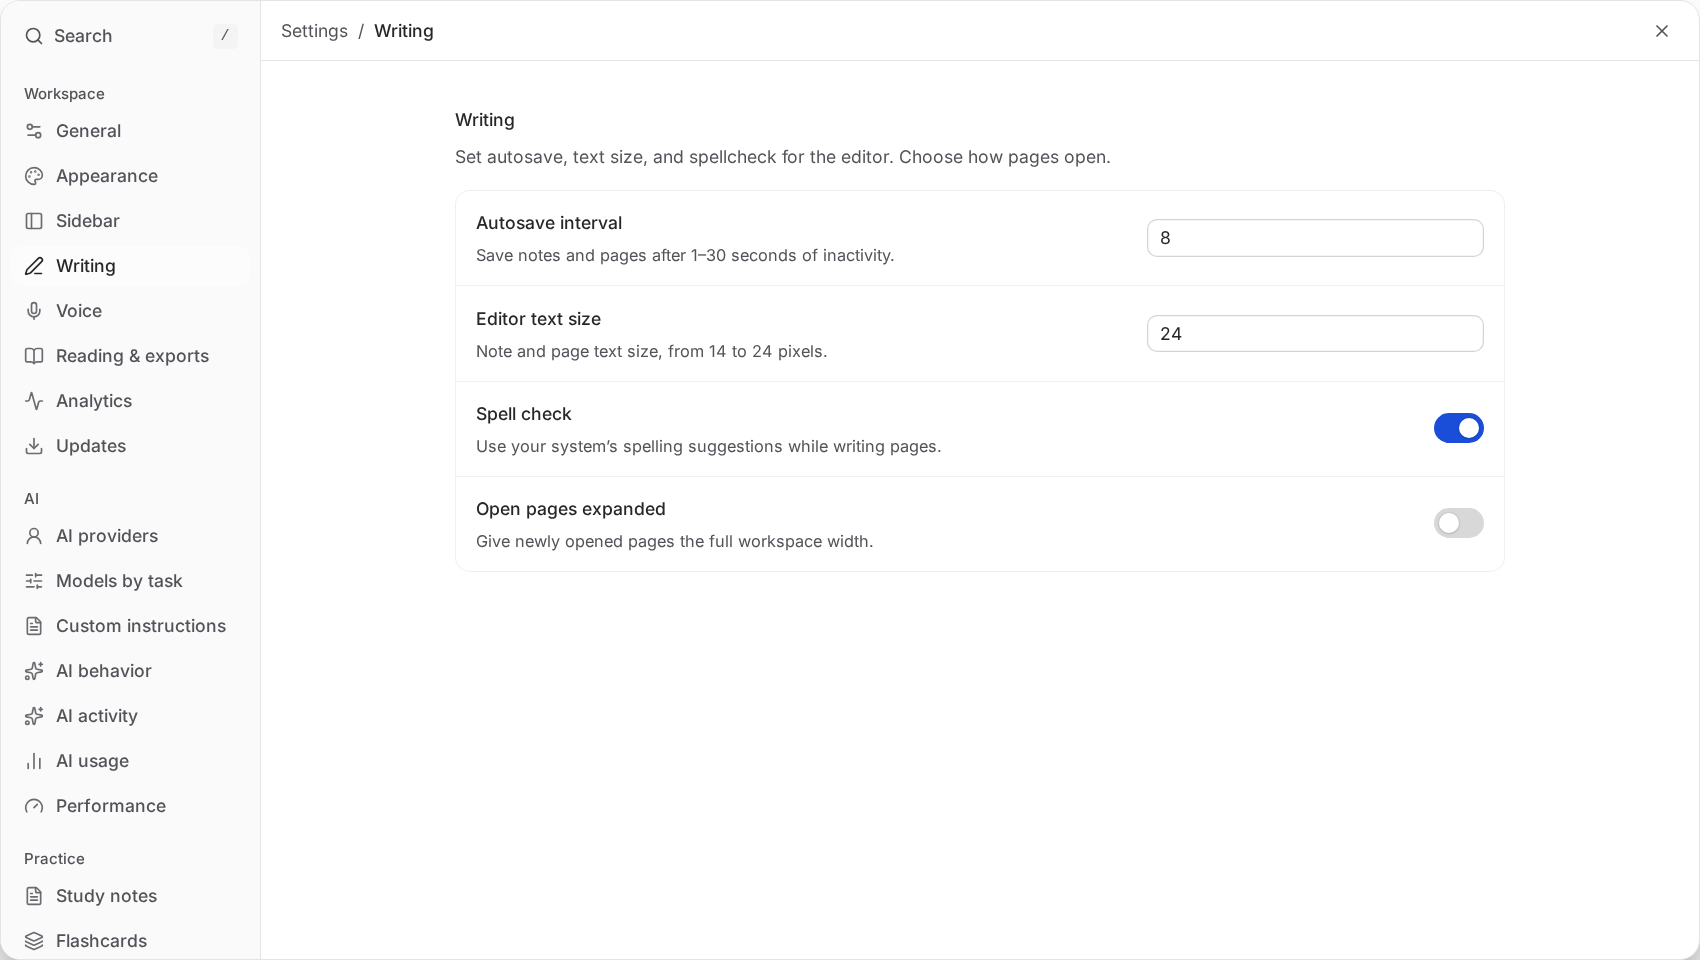 Search
/
Workspace
General
Appearance
Sidebar
Writing
Voice
Reading & exports
Analytics
Updates
AI
AI providers
Models by task
Custom instructions
AI behavior
AI activity
AI usage
Performance
Practice
Study notes
Flashcards
Settings / Writing
Writing
Set autosave, text size, and spellcheck for the editor. Choose how pages open.
Autosave interval
Save notes and pages after 1–30 seconds of inactivity.
8
Editor text size
Note and page text size, from 14 to 24 pixels.
24
Spell check
Use your system’s spelling suggestions while writing pages.
Open pages expanded
Give newly opened pages the full workspace width.